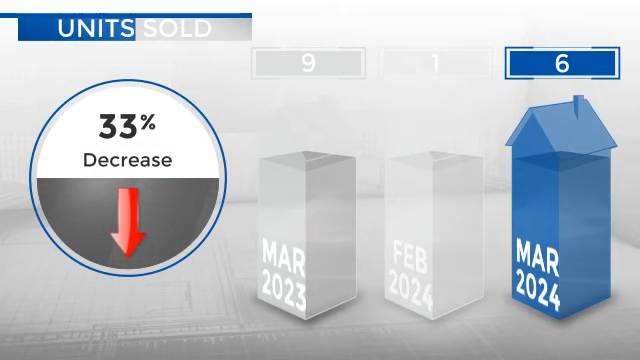 UNITS SOLD
9
1
6
33%
Decrease
MAR
2023
FEB
2024
MAR
2024